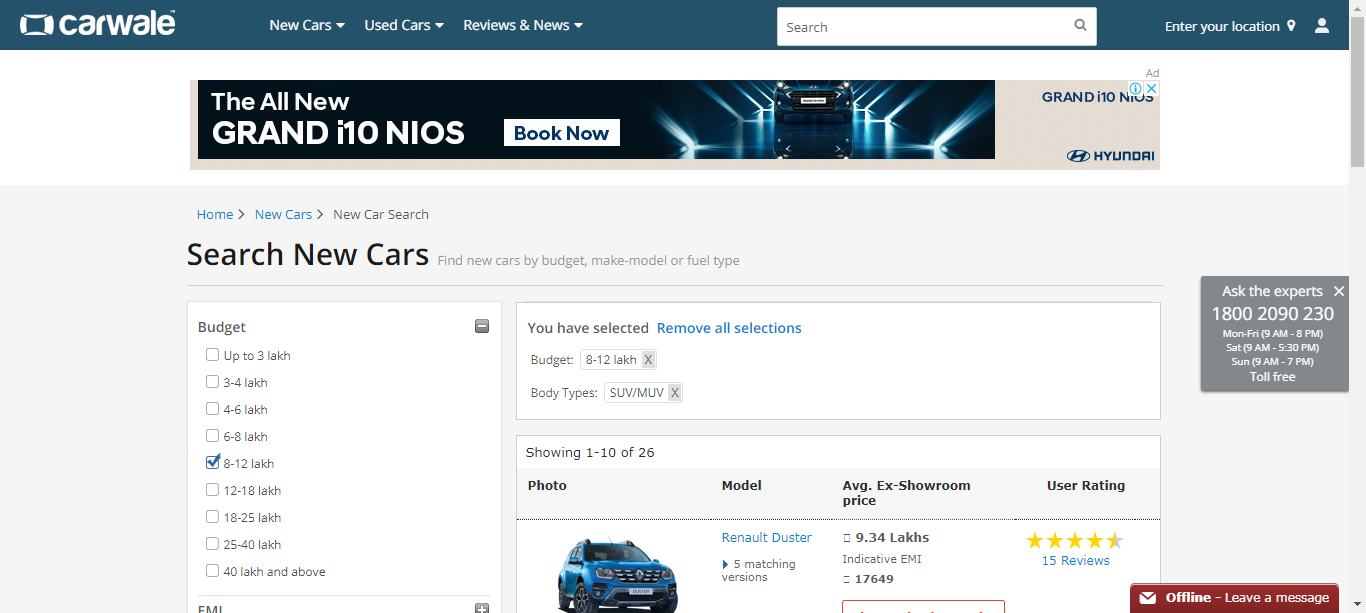 carwale
New Cars
Used Cars
Reviews & News
Search
Enter your location
Ad
The All New
GRAND i10 NIOS
Book Now
GRAND i10 NIOS
HYUNDAI
Home
New Cars
New Car Search
Search New Cars
Find new cars by budget, make-model or fuel type
Ask the experts
1800 2090 230
Mon-Fri (9 AM - 8 PM)
Sat (9 AM - 5:30 PM)
Sun (9 AM - 7 PM)
Toll free
Budget
Up to 3 lakh
3-4 lakh
4-6 lakh
6-8 lakh
8-12 lakh
12-18 lakh
18-25 lakh
25-40 lakh
40 lakh and above
EMI
You have selected Remove all selections
Budget: 8-12 lakh X
Body Types: SUV/MUV X
Showing 1-10 of 26
Photo
Model
Avg. Ex-Showroom
price
User Rating
Renault Duster
5 matching
versions
9.34 Lakhs
Indicative EMI
17649
15 Reviews
DUSTER
Offline - Leave a message